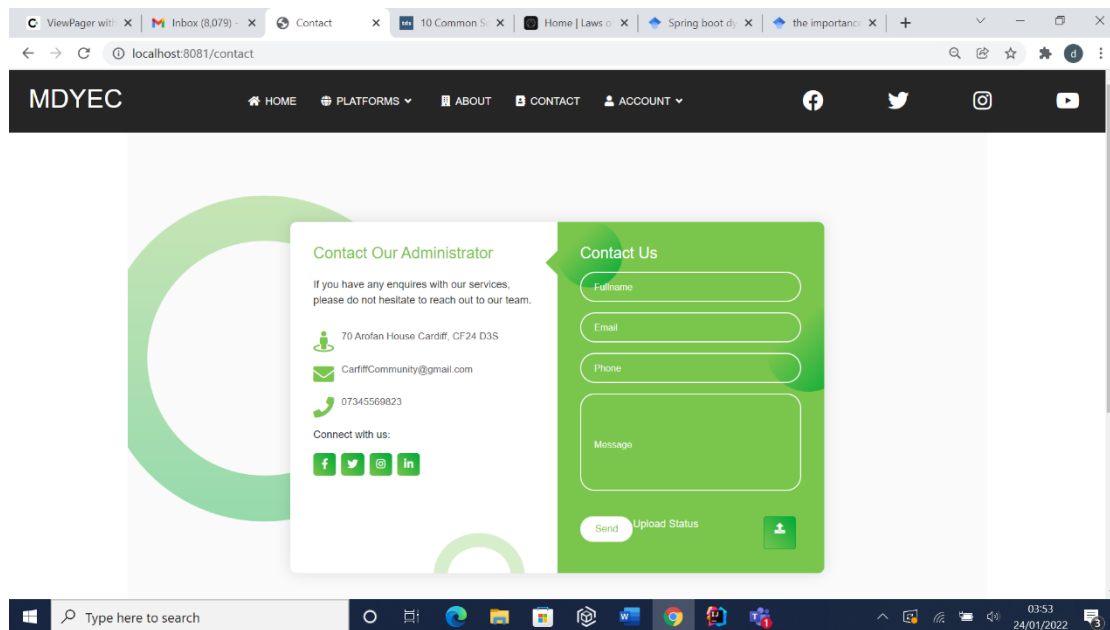 ViewPager with
Inbox (8,079) -
Contact
10 Common So
Home | Laws o
Spring boot dy
the importanc
localhost:8081/contact
d
MDYEC
HOME
PLATFORMS
ABOUT
CONTACT
ACCOUNT
Contact Our Administrator
If you have any enquires with our services,
please do not hesitate to reach out to our team.
70 Arofan House Cardiff, CF24 D3S
CarfiffCommunity@gmail.com
07345569823
Connect with us:
Contact Us
Fullname
Email
Phone
Message
Send
Upload Status
Type here to search
03:53
24/01/2022
3